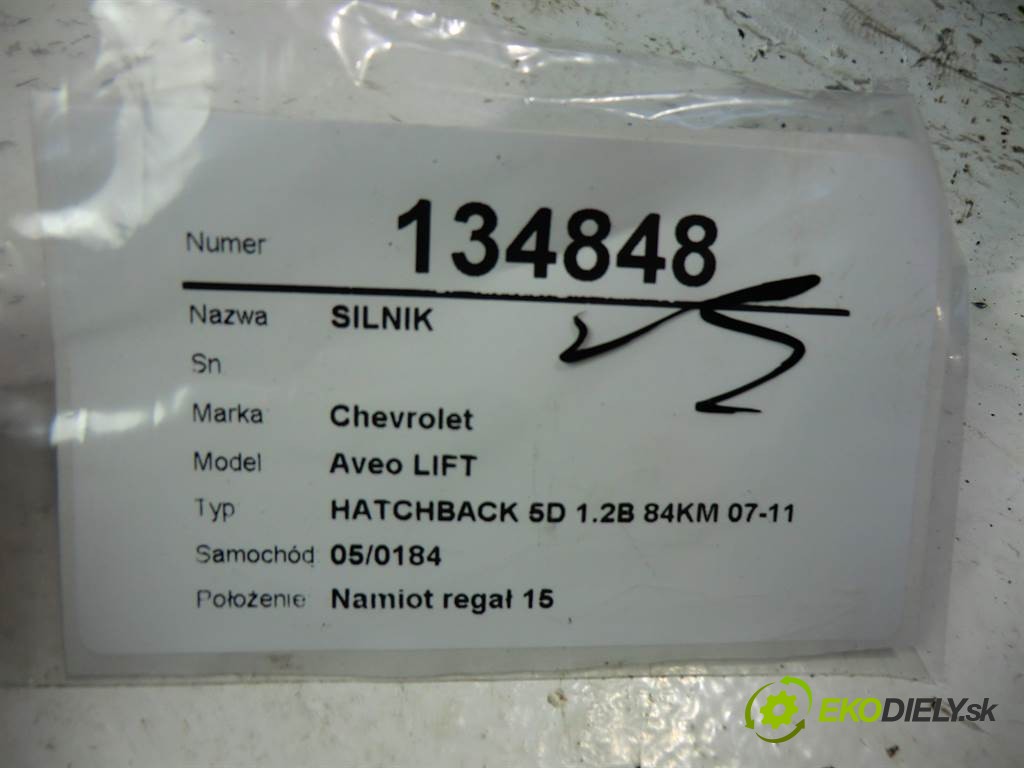 Numer 134848
Nazwa SILNIK
Sn
Marka Chevrolet
Model Aveo LIFT
Typ HATCHBACK 5D 1.2B 84KM 07-11
Samochód 05/0184
Położenie Namiot regał 15
EKODIELY.sk